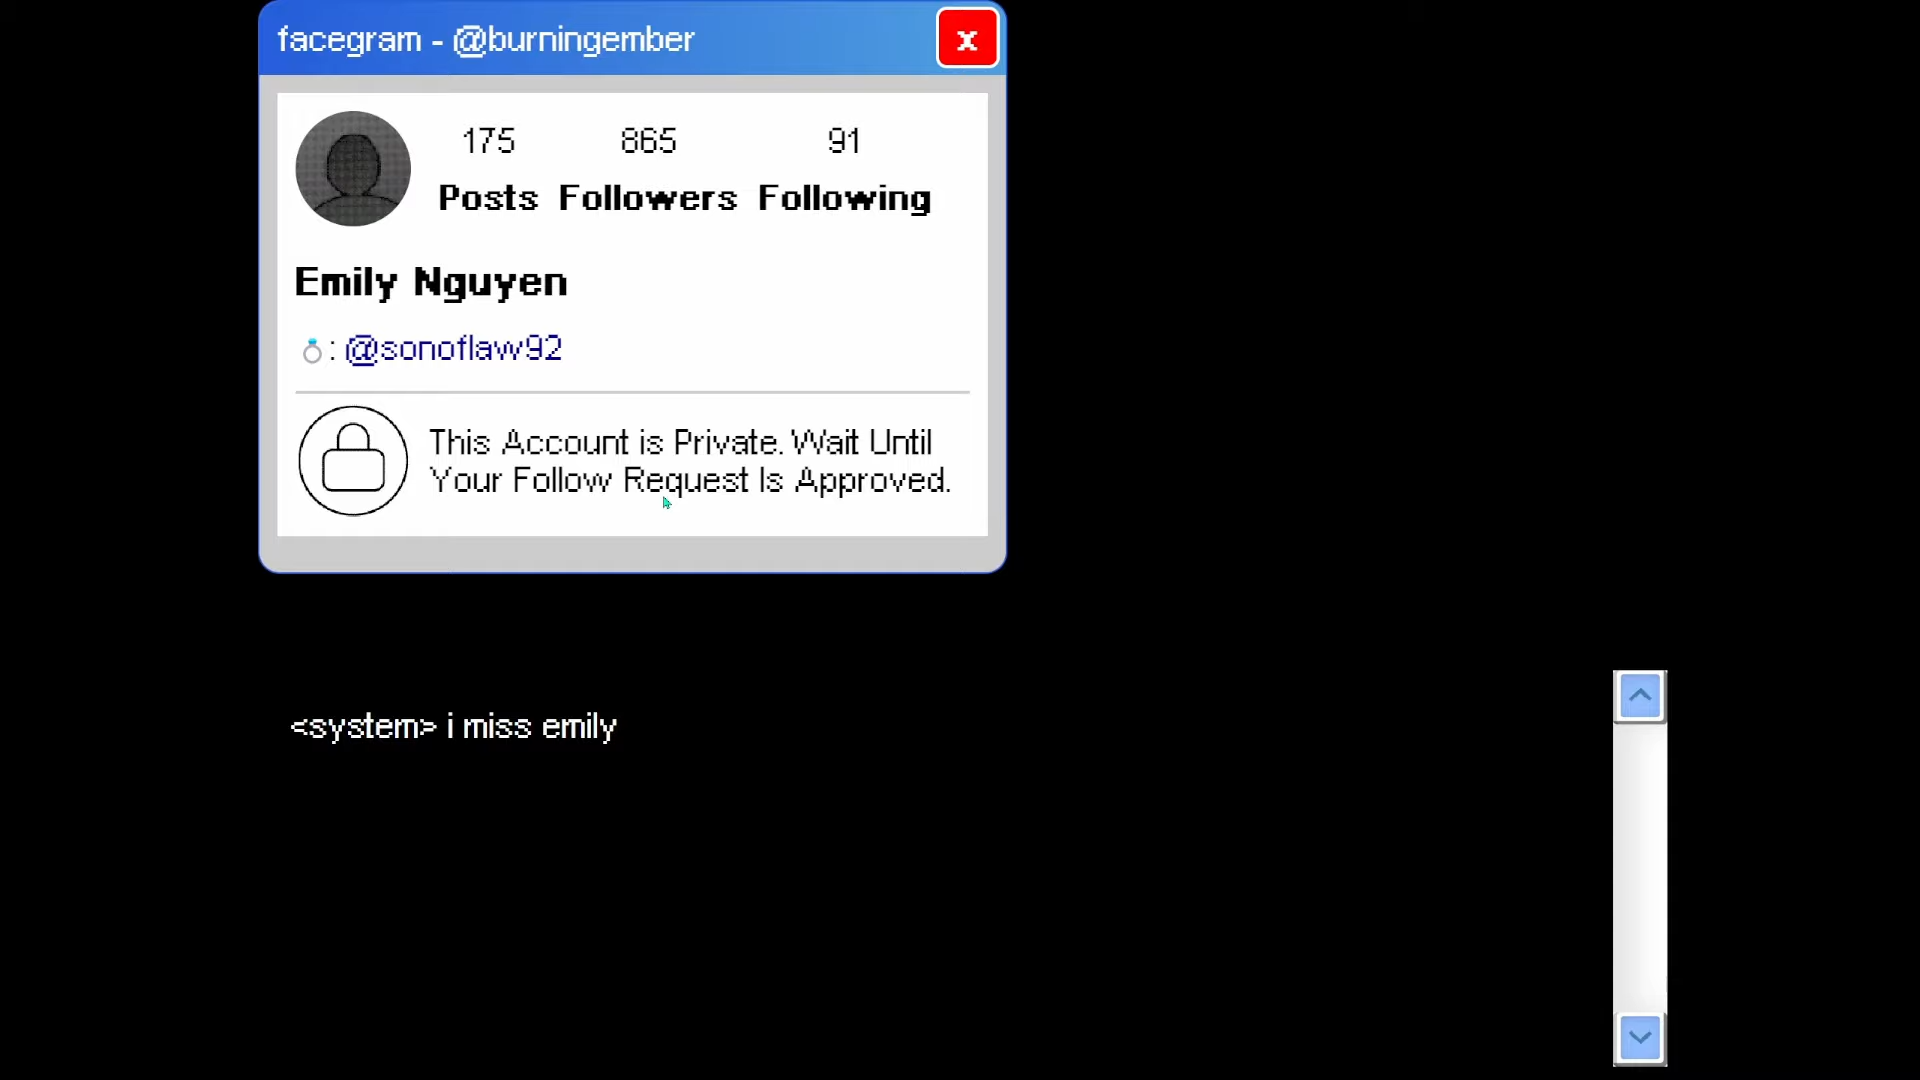 facegram - @burningember
x
175 865 91
Posts Followers Following
Emily Nguyen
💍: @sonoflaw92
This Account is Private. Wait Until
Your Follow Request Is Approved.
<system> i miss emily